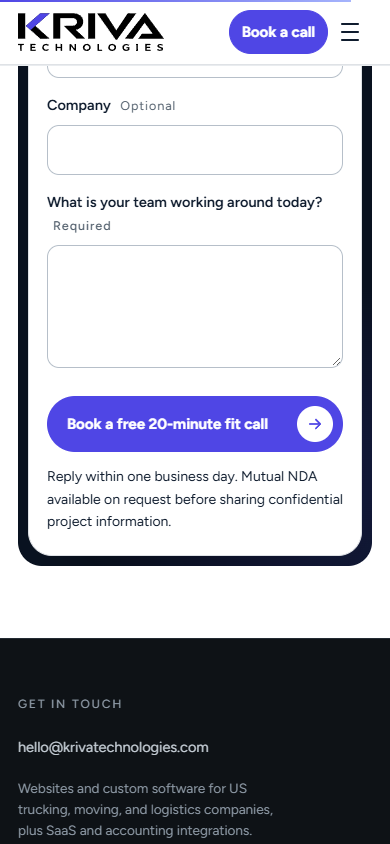 KRIVA
TECHNOLOGIES
Book a call
Company Optional
What is your team working around today?
Required
Book a free 20-minute fit call
Reply within one business day. Mutual NDA
available on request before sharing confidential
project information.
GET IN TOUCH
hello@krivatechnologies.com
Websites and custom software for US
trucking, moving, and logistics companies,
plus SaaS and accounting integrations.